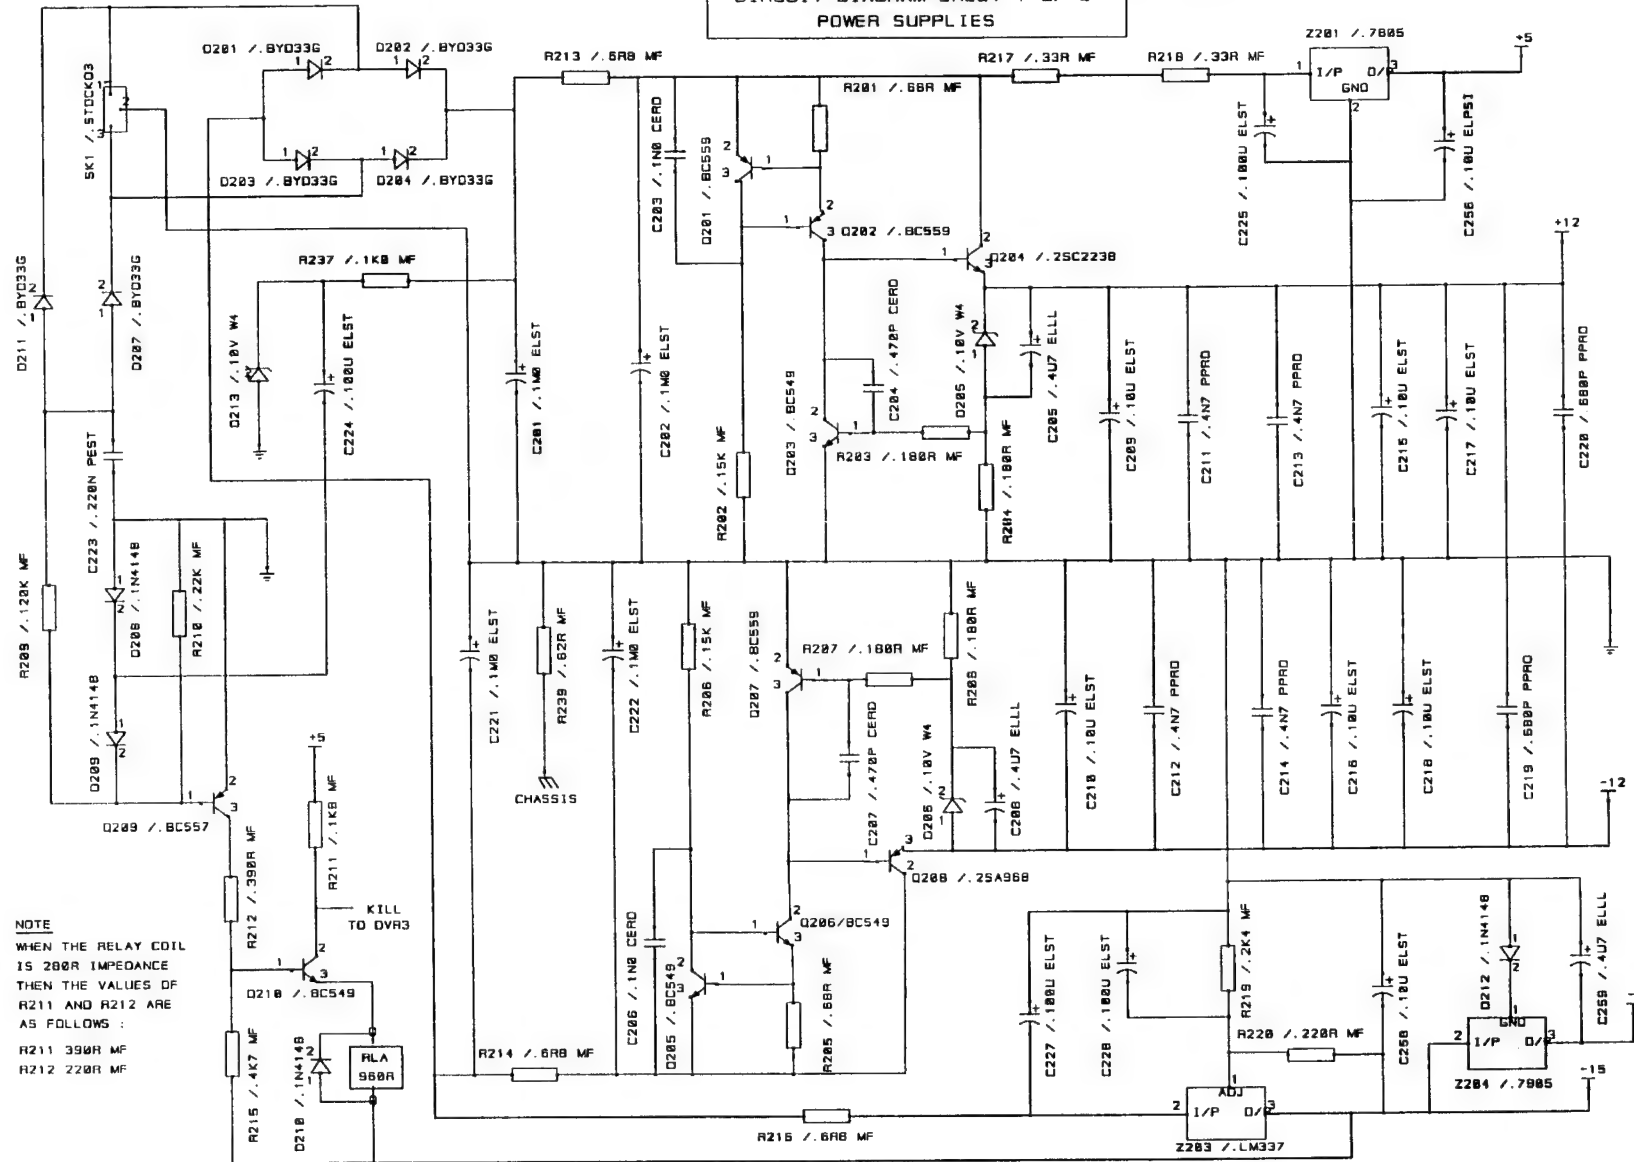 POWER SUPPLIES
D201 /.BYD33G
D202 /.BYD33G
D203 /.BYD33G
D204 /.BYD33G
SK1 /.STOCKO3
R213 /.6R8 MF
R217 /.33R MF
R218 /.33R MF
Z201 /.7805
I/P O/P
GND
+5
R201 /.68R MF
C203 /.1N0 CERD
Q201 /.BC559
Q202 /.BC559
Q204 /.2SC2238
C225 /.100U ELST
C256 /.10U ELPSI
+12
R237 /.1K8 MF
D211 /.BYD33G
D207 /.BYD33G
D213 /.10V W4
C224 /.100U ELST
C201 /.1M0 ELST
C202 /.1M0 ELST
R202 /.15K MF
Q203 /.BC549
C204 /.470P CERD
D205 /.10V W4
C205 /.4U7 ELLL
R203 /.180R MF
R204 /.180R MF
C209 /.10U ELST
C211 /.4N7 PPRO
C213 /.4N7 PPRO
C215 /.10U ELST
C217 /.10U ELST
C220 /.680P PPRO
R209 /.120K MF
C223 /.220N PEST
D208 /.1N4148
R210 /.22K MF
D209 /.1N4148
Q209 /.BC557
C221 /.1M0 ELST
R239 /.82R MF
CHASSIS
C222 /.1M0 ELST
R206 /.15K MF
Q207 /.BC559
R207 /.180R MF
R208 /.180R MF
C207 /.470P CERD
D206 /.10V W4
C208 /.4U7 ELLL
C210 /.10U ELST
C212 /.4N7 PPRO
C214 /.4N7 PPRO
C216 /.10U ELST
C218 /.10U ELST
C219 /.680P PPRO
-12
Q208 /.2SA968
+5
R211 /.1K8 MF
R212 /.390R MF
KILL
TO OVR3
Q210 /.BC549
R215 /.4K7 MF
D210 /.1N4148
RLA
960R
NOTE
WHEN THE RELAY COIL
IS 280R IMPEDANCE
THEN THE VALUES OF
R211 AND R212 ARE
AS FOLLOWS :
R211 390R MF
R212 220R MF
Q206/BC549
C206 /.1N0 CERD
Q205 /.BC549
R205 /.68R MF
R214 /.6R8 MF
R216 /.6R8 MF
C227 /.100U ELST
C228 /.100U ELST
R219 /.2K4 MF
R220 /.220R MF
C258 /.10U ELST
D212 /.1N4148
C259 /.4U7 ELLL
GND
I/P O/P
Z204 /.7905
-15
ADJ
I/P O/P
Z203 /.LM337